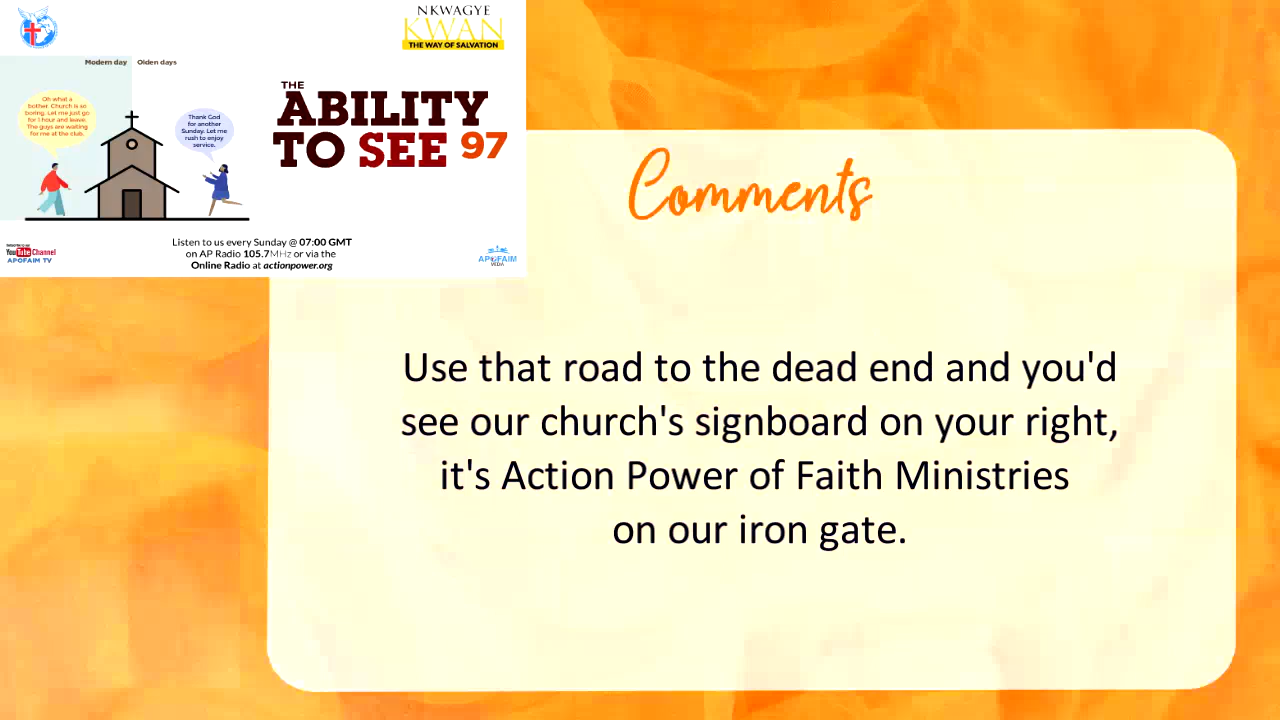 NKWAGYE
KWAN
THE WAY OF SALVATION
Modern day Olden days
Oh what a
bother. Church is so
boring. Let me just go
for 1 hour and leave.
The guys are waiting
for me at the club.
Thank God
for another
Sunday. Let me
rush to enjoy
service.
THE
ABILITY
TO SEE 97
Listen to us every Sunday @ 07:00 GMT
on AP Radio 105.7MHz or via the
Online Radio at actionpower.org
YouTube Channel
APOFAIM TV
APOFAIM
MEDIA
Comments
Use that road to the dead end and you'd
see our church's signboard on your right,
it's Action Power of Faith Ministries
on our iron gate.